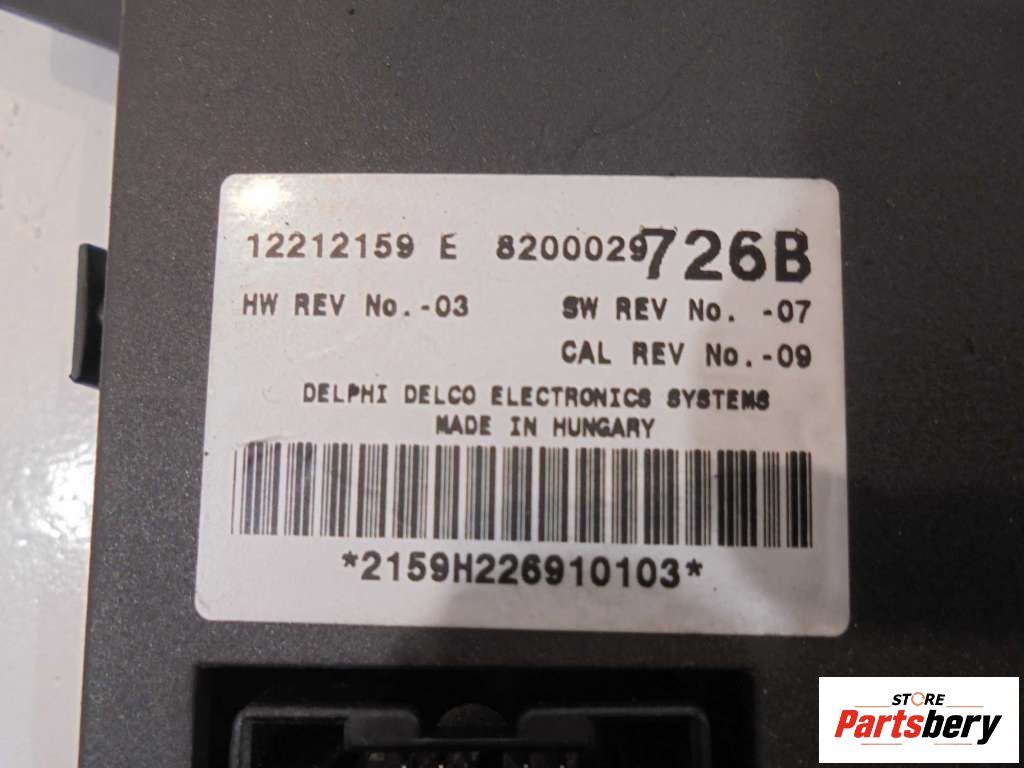 12212159 E 8200029726B
HW REV No.-03 SW REV No. -07
CAL REV No.-09
DELPHI DELCO ELECTRONICS SYSTEMS
MADE IN HUNGARY
*2159H226910103*
STORE
Partsbery